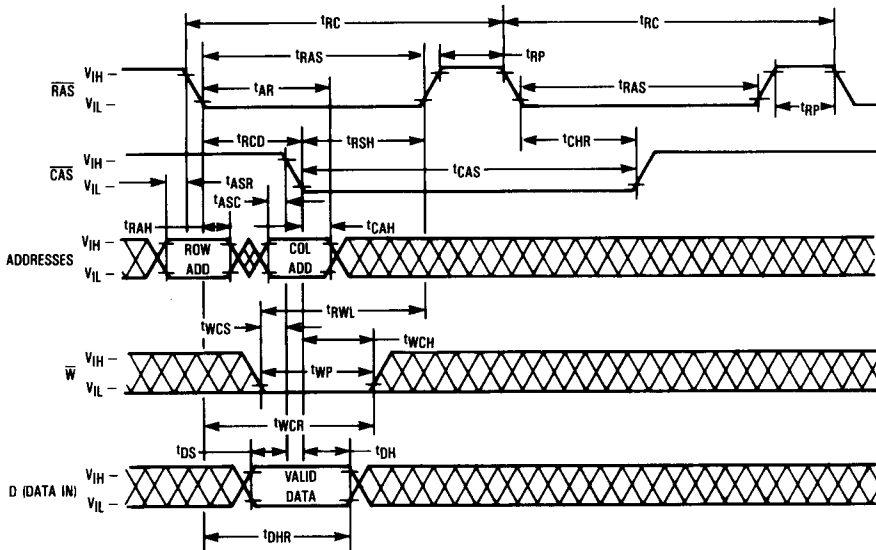 tRC tRC
tRAS tRP
VIH
RAS tAR tRAS
VIL
tRP
tRCD tRSH tCHR
VIH
CAS tCAS
VIL
tASR
tASC
tRAH tCAH
VIH
ADDRESSES ROW ADD COL ADD
VIL
tRWL
tWCS
tWCH
VIH
W tWP
VIL
tWCR
tDS tDH
VIH
D (DATA IN) VALID DATA
VIL
tDHR